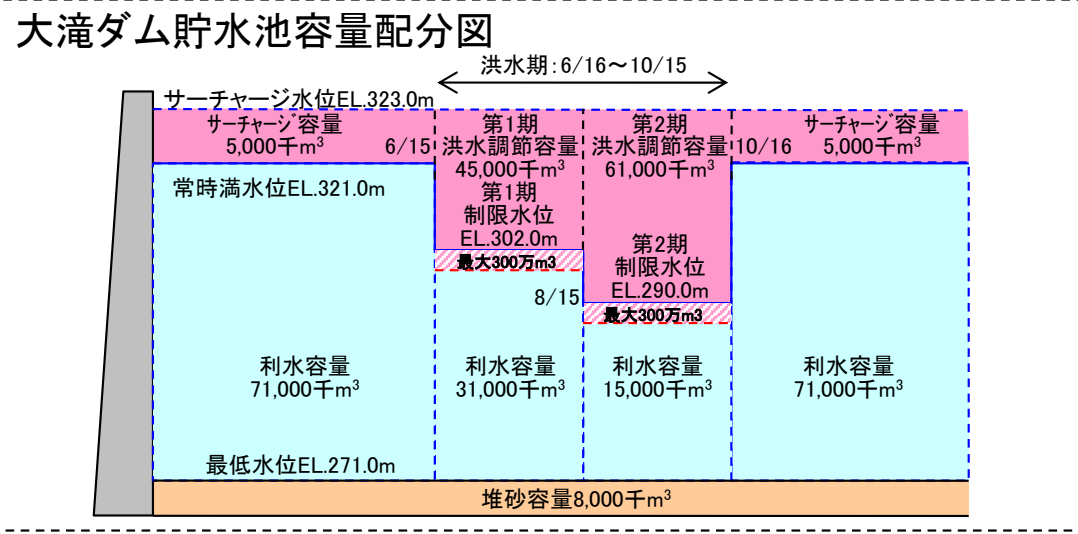 大滝ダム貯水池容量配分図
洪水期:6/16～10/15
サーチャージ水位EL.323.0m
サーチャージ容量
5,000千m³
6/15
第1期
洪水調節容量
45,000千m³
第1期
制限水位
EL.302.0m
最大300万m3
第2期
洪水調節容量
61,000千m³
第2期
制限水位
EL.290.0m
最大300万m3
8/15
10/16
サーチャージ容量
5,000千m³
常時満水位EL.321.0m
利水容量
71,000千m³
利水容量
31,000千m³
利水容量
15,000千m³
利水容量
71,000千m³
最低水位EL.271.0m
堆砂容量8,000千m³